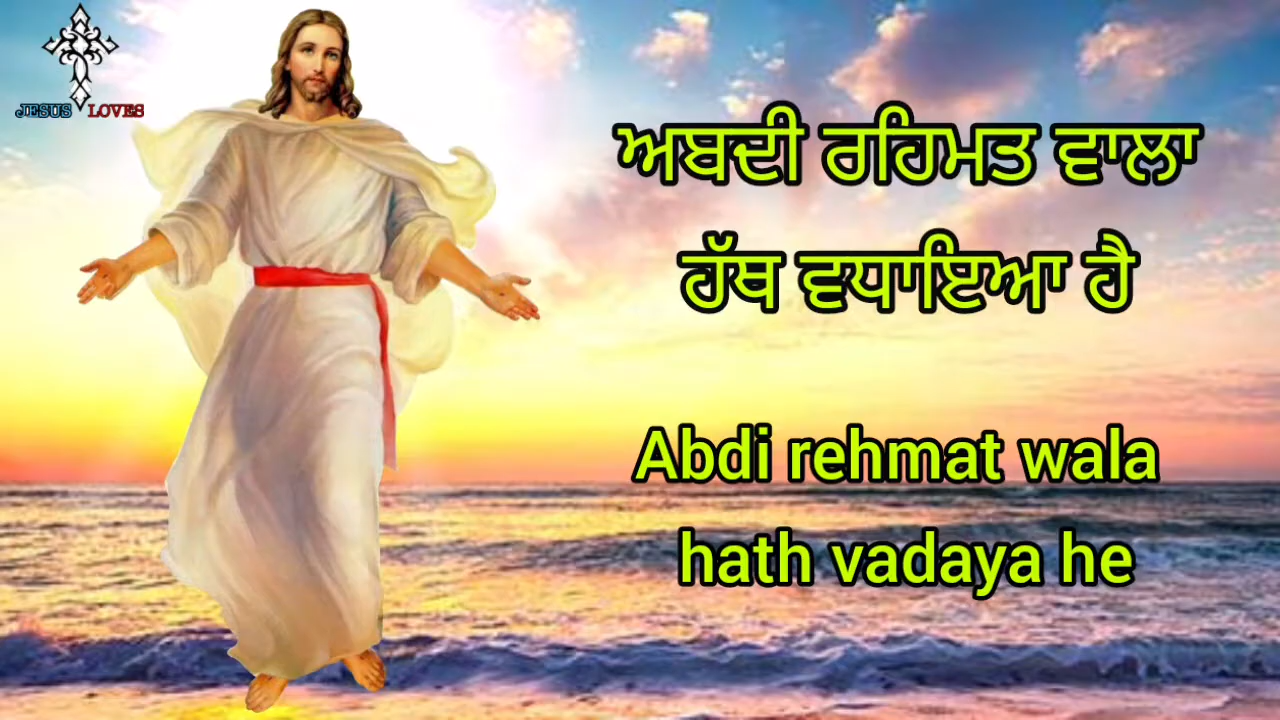 JESUS LOVES
ਅਬਦੀ ਰਹਿਮਤ ਵਾਲਾ
ਹੱਥ ਵਧਾਇਆ ਹੈ
Abdi rehmat wala
hath vadaya he